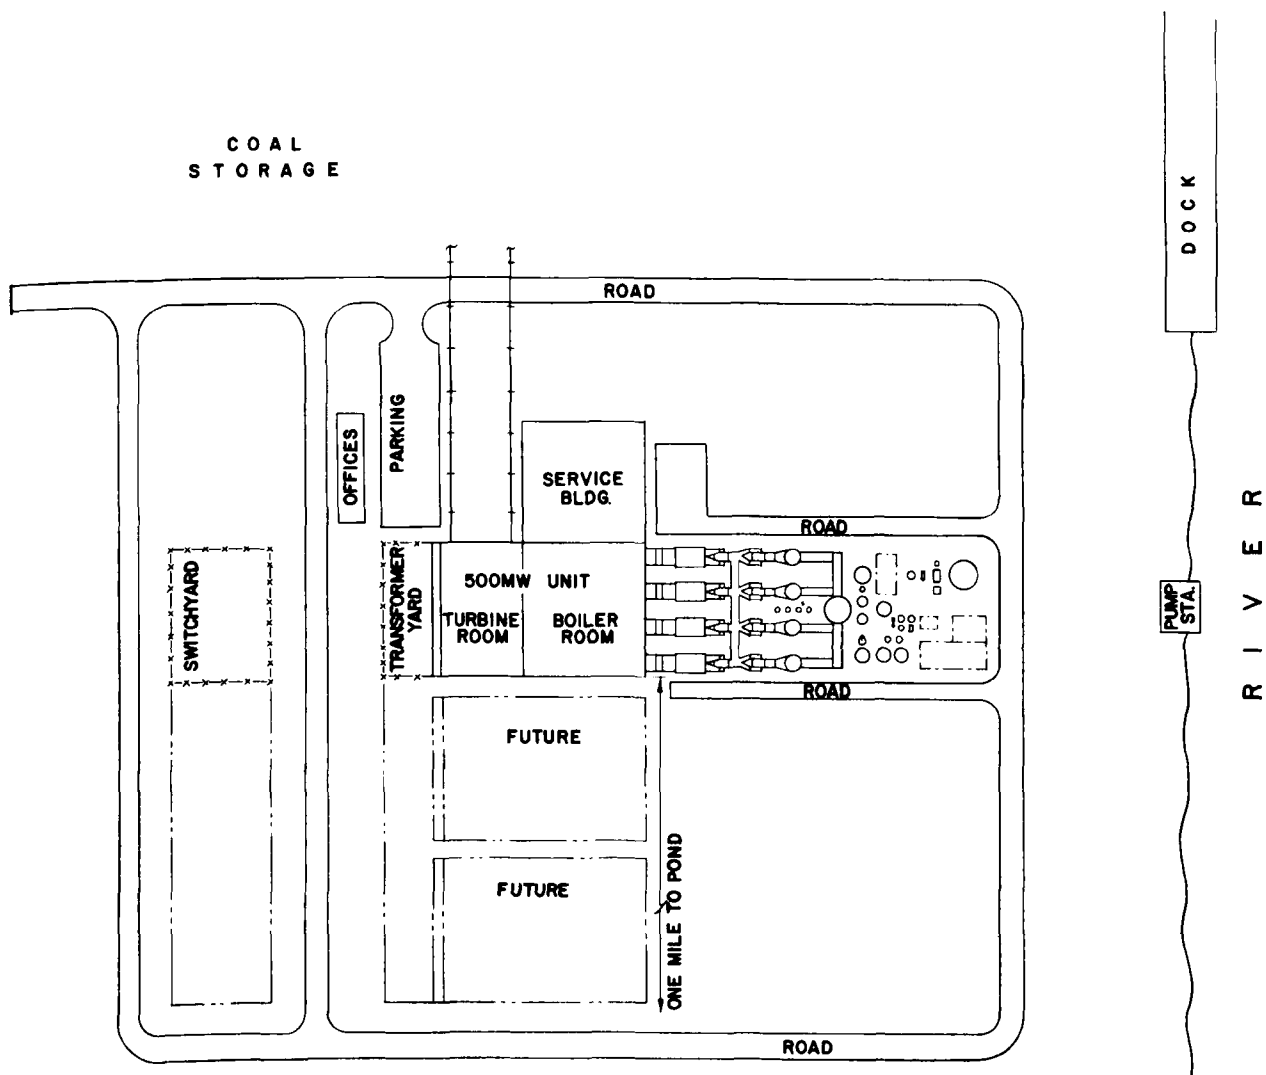 COAL
STORAGE
DOCK
ROAD
OFFICES
PARKING
SERVICE
BLDG.
ROAD
RIVER
SWITCHYARD
TRANSFORMER
YARD
500MW UNIT
TURBINE
ROOM
BOILER
ROOM
PUMP
STA.
ROAD
FUTURE
FUTURE
ONE MILE TO POND
ROAD